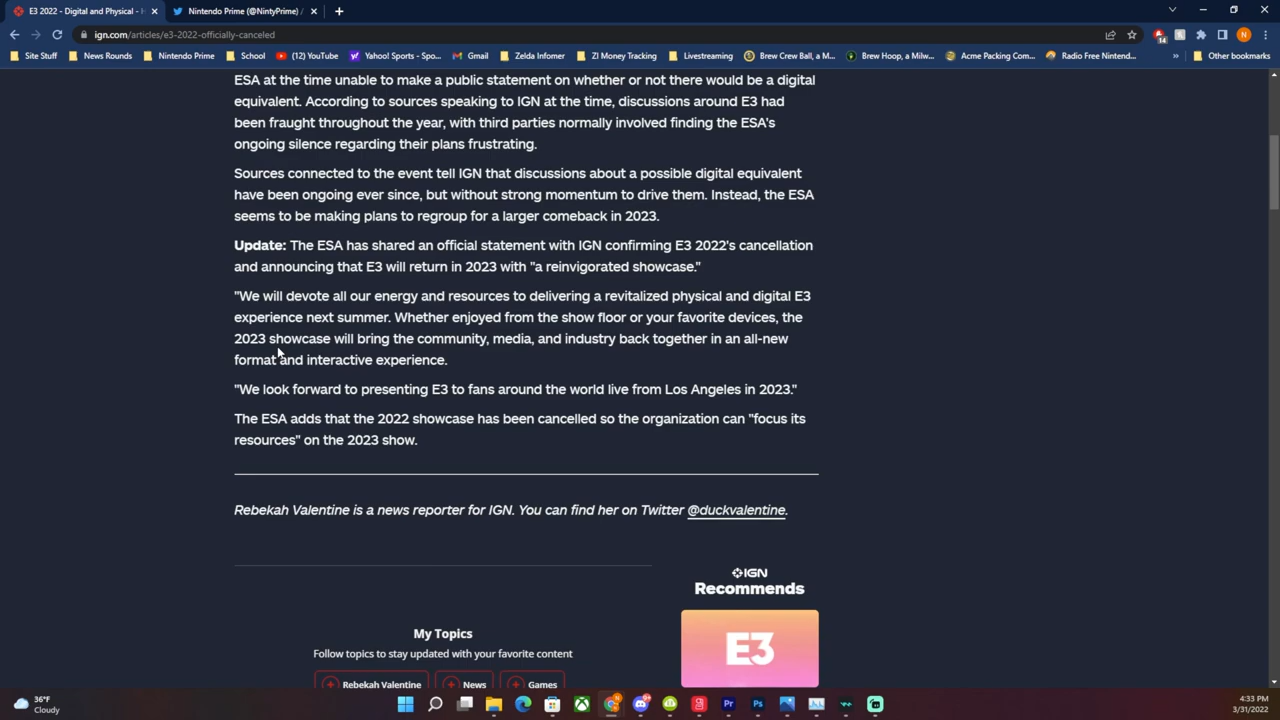 E3 2022 - Digital and Physical - H
Nintendo Prime (@NintyPrime) /
ign.com/articles/e3-2022-officially-canceled
14
N
Site Stuff
News Rounds
Nintendo Prime
School
(12) YouTube
Yahoo! Sports - Spo...
Gmail
Zelda Infomer
ZI Money Tracking
Livestreaming
Brew Crew Ball, a M...
Brew Hoop, a Milw...
Acme Packing Com...
Radio Free Nintend...
»
Other bookmarks
ESA at the time unable to make a public statement on whether or not there would be a digital
equivalent. According to sources speaking to IGN at the time, discussions around E3 had
been fraught throughout the year, with third parties normally involved finding the ESA's
ongoing silence regarding their plans frustrating.
Sources connected to the event tell IGN that discussions about a possible digital equivalent
have been ongoing ever since, but without strong momentum to drive them. Instead, the ESA
seems to be making plans to regroup for a larger comeback in 2023.
Update: The ESA has shared an official statement with IGN confirming E3 2022's cancellation
and announcing that E3 will return in 2023 with "a reinvigorated showcase."
"We will devote all our energy and resources to delivering a revitalized physical and digital E3
experience next summer. Whether enjoyed from the show floor or your favorite devices, the
2023 showcase will bring the community, media, and industry back together in an all-new
format and interactive experience.
"We look forward to presenting E3 to fans around the world live from Los Angeles in 2023."
The ESA adds that the 2022 showcase has been cancelled so the organization can "focus its
resources" on the 2023 show.
Rebekah Valentine is a news reporter for IGN. You can find her on Twitter @duckvalentine.
IGN
Recommends
E3
My Topics
Follow topics to stay updated with your favorite content
Rebekah Valentine
News
Games
36°F
Cloudy
4:33 PM
3/31/2022